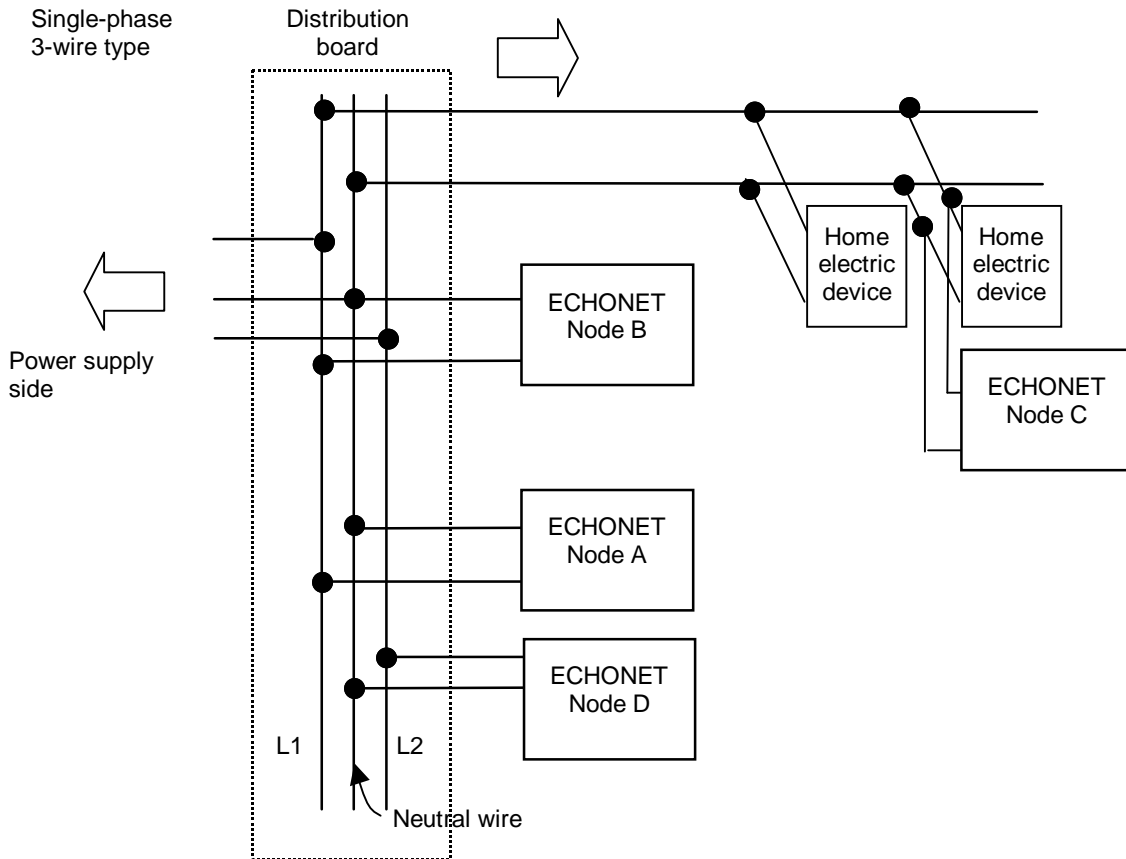 Single-phase
3-wire type
Distribution
board
Home
electric
device
Home
electric
device
ECHONET
Node B
Power supply
side
ECHONET
Node C
ECHONET
Node A
ECHONET
Node D
L1
L2
Neutral wire